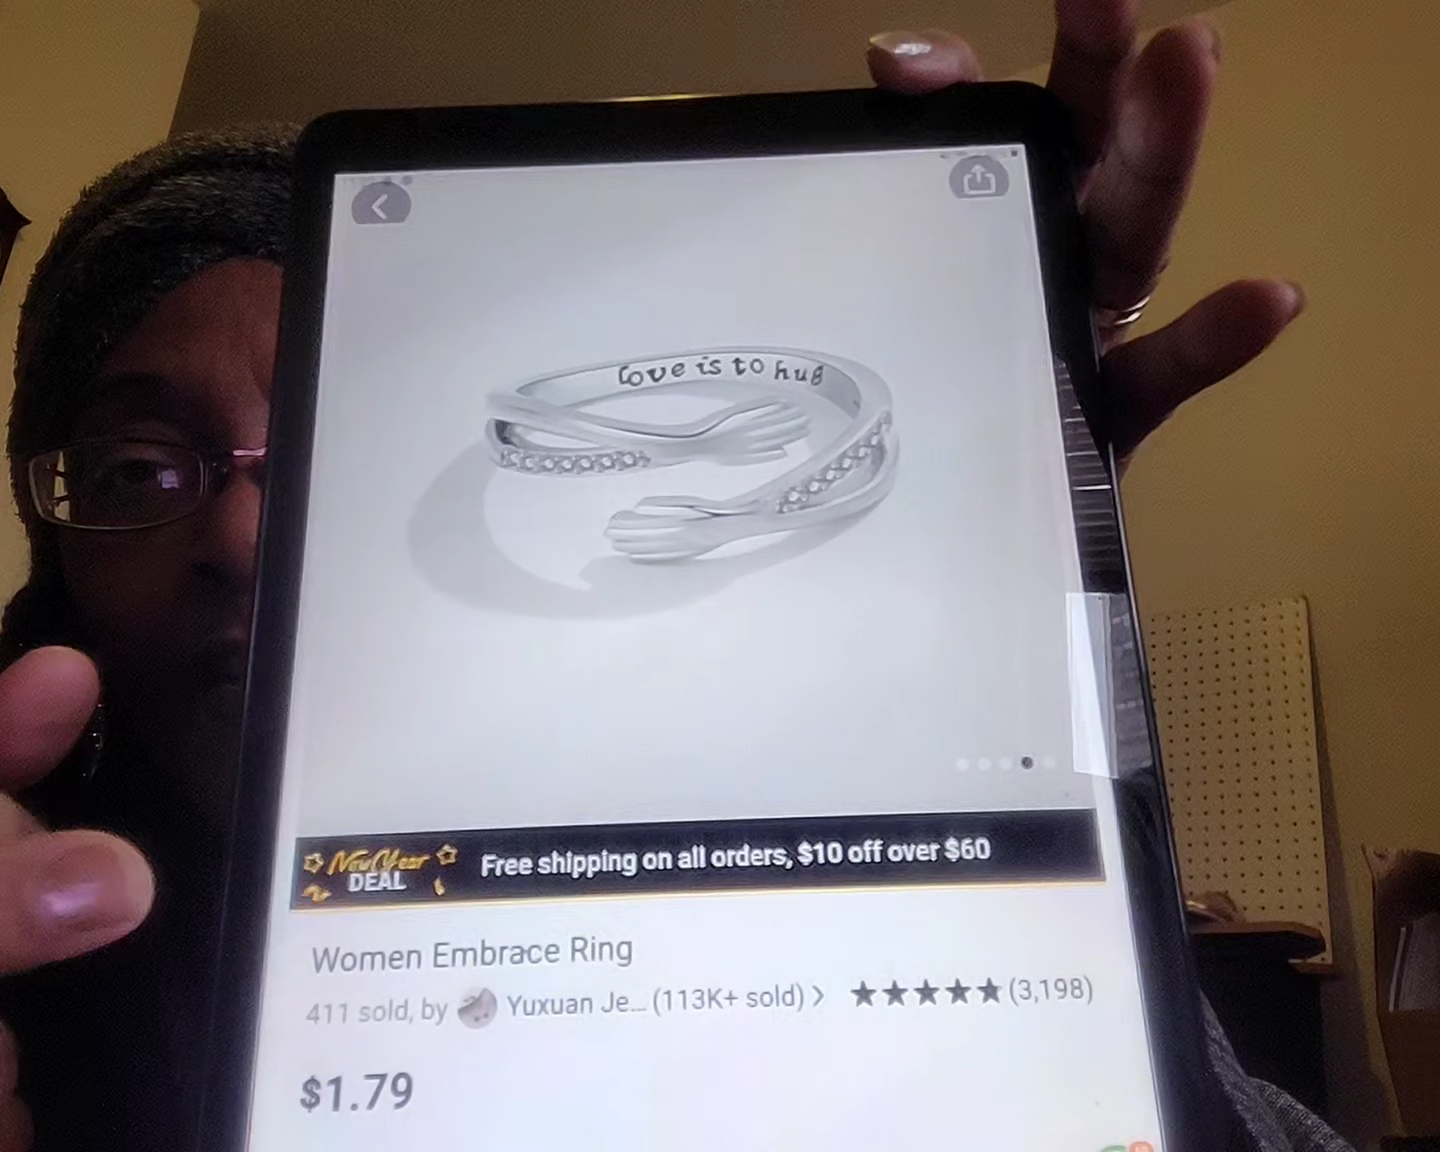 Love is to hug
New Year
DEAL
Free shipping on all orders, $10 off over $60
Women Embrace Ring
411 sold, by Yuxuan Je... (113K+ sold) > ★★★★★ (3,198)
$1.79